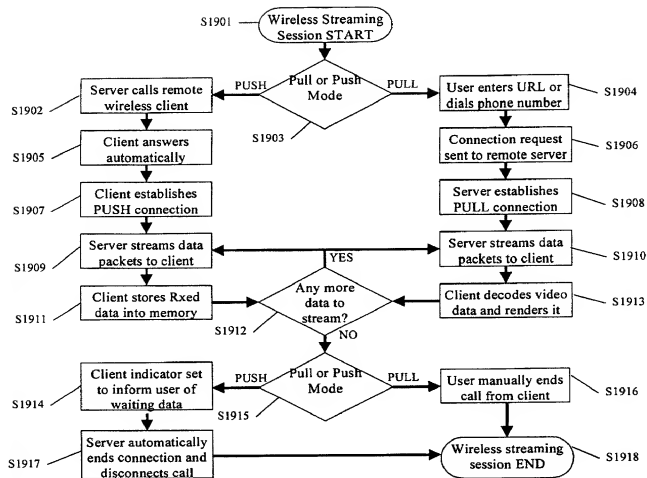 S1901
Wireless Streaming
Session START
PUSH
Pull or Push
Mode
PULL
S1902
Server calls remote
wireless client
S1903
User enters URL or
dials phone number
S1904
S1905
Client answers
automatically
Connection request
sent to remote server
S1906
S1907
Client establishes
PUSH connection
Server establishes
PULL connection
S1908
S1909
Server streams data
packets to client
YES
Server streams data
packets to client
S1910
S1911
Client stores Rxed
data into memory
S1912
Any more
data to
stream?
Client decodes video
data and renders it
S1913
NO
S1914
Client indicator set
to inform user of
waiting data
PUSH
Pull or Push
Mode
PULL
S1915
User manually ends
call from client
S1916
S1917
Server automatically
ends connection and
disconnects call
Wireless streaming
session END
S1918